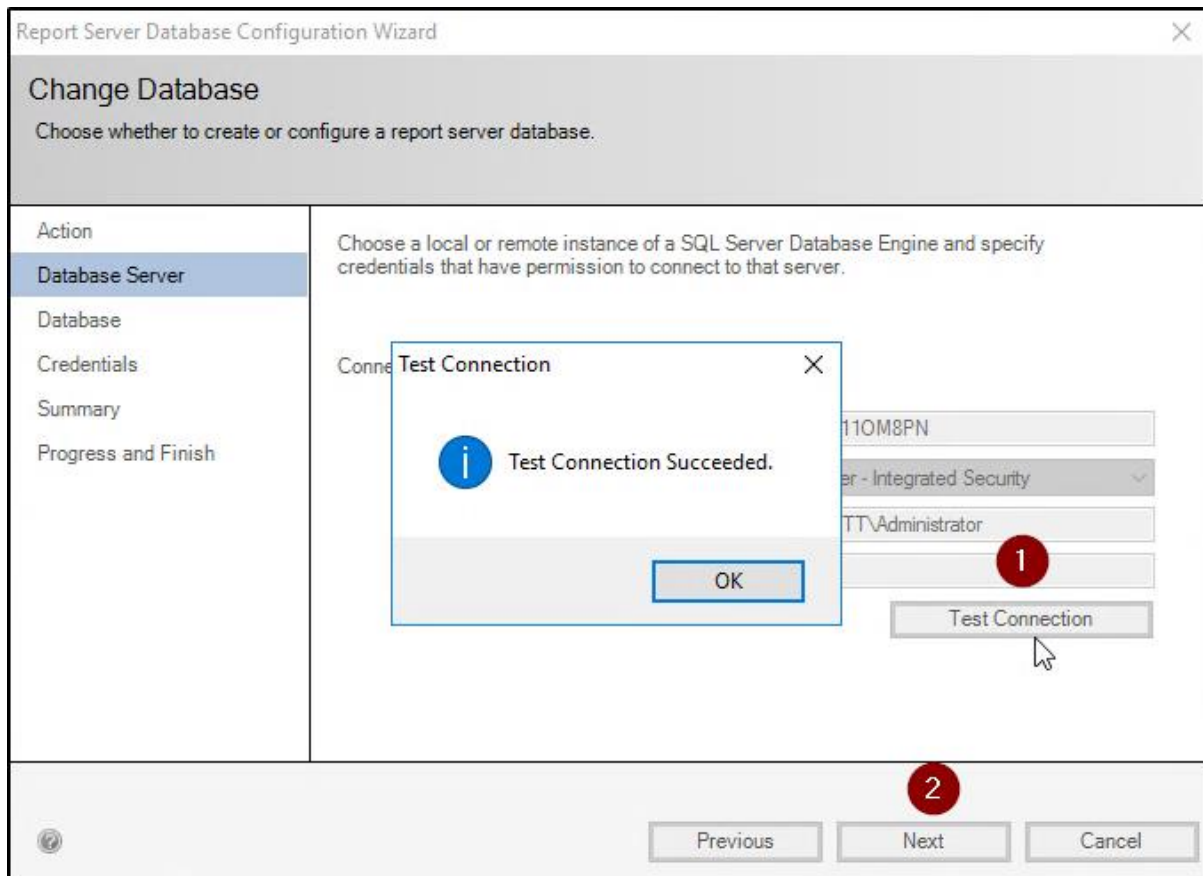 Report Server Database Configuration Wizard
Change Database
Choose whether to create or configure a report server database.
Action
Database Server
Database
Credentials
Summary
Progress and Finish
Choose a local or remote instance of a SQL Server Database Engine and specify
credentials that have permission to connect to that server.
Conne
Test Connection
Test Connection Succeeded.
OK
11OM8PN
er - Integrated Security
TT\Administrator
1
Test Connection
2
Previous
Next
Cancel